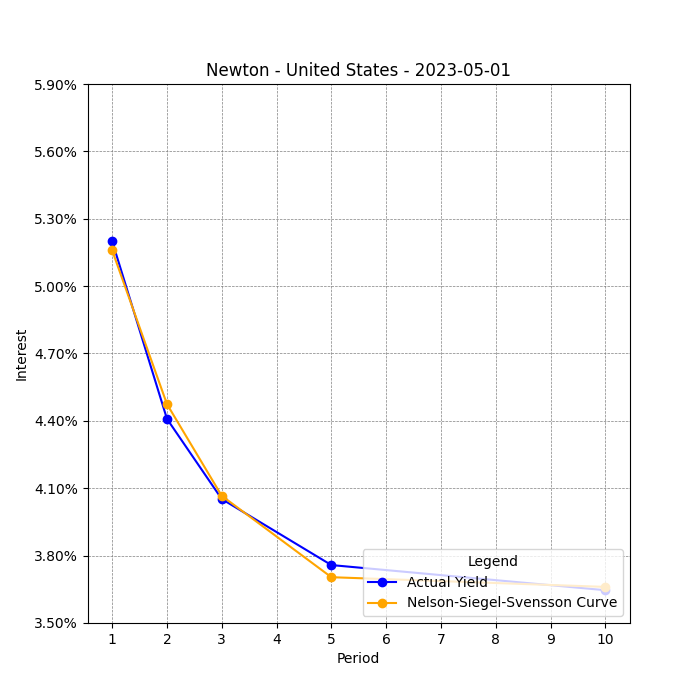 Newton - United States - 2023-05-01
5.90%
5.60%
5.30%
5.00%
4.70%
4.40%
4.10%
3.80%
3.50%
Interest
Legend
Actual Yield
Nelson-Siegel-Svensson Curve
1 2 3 4 5 6 7 8 9 10
Period